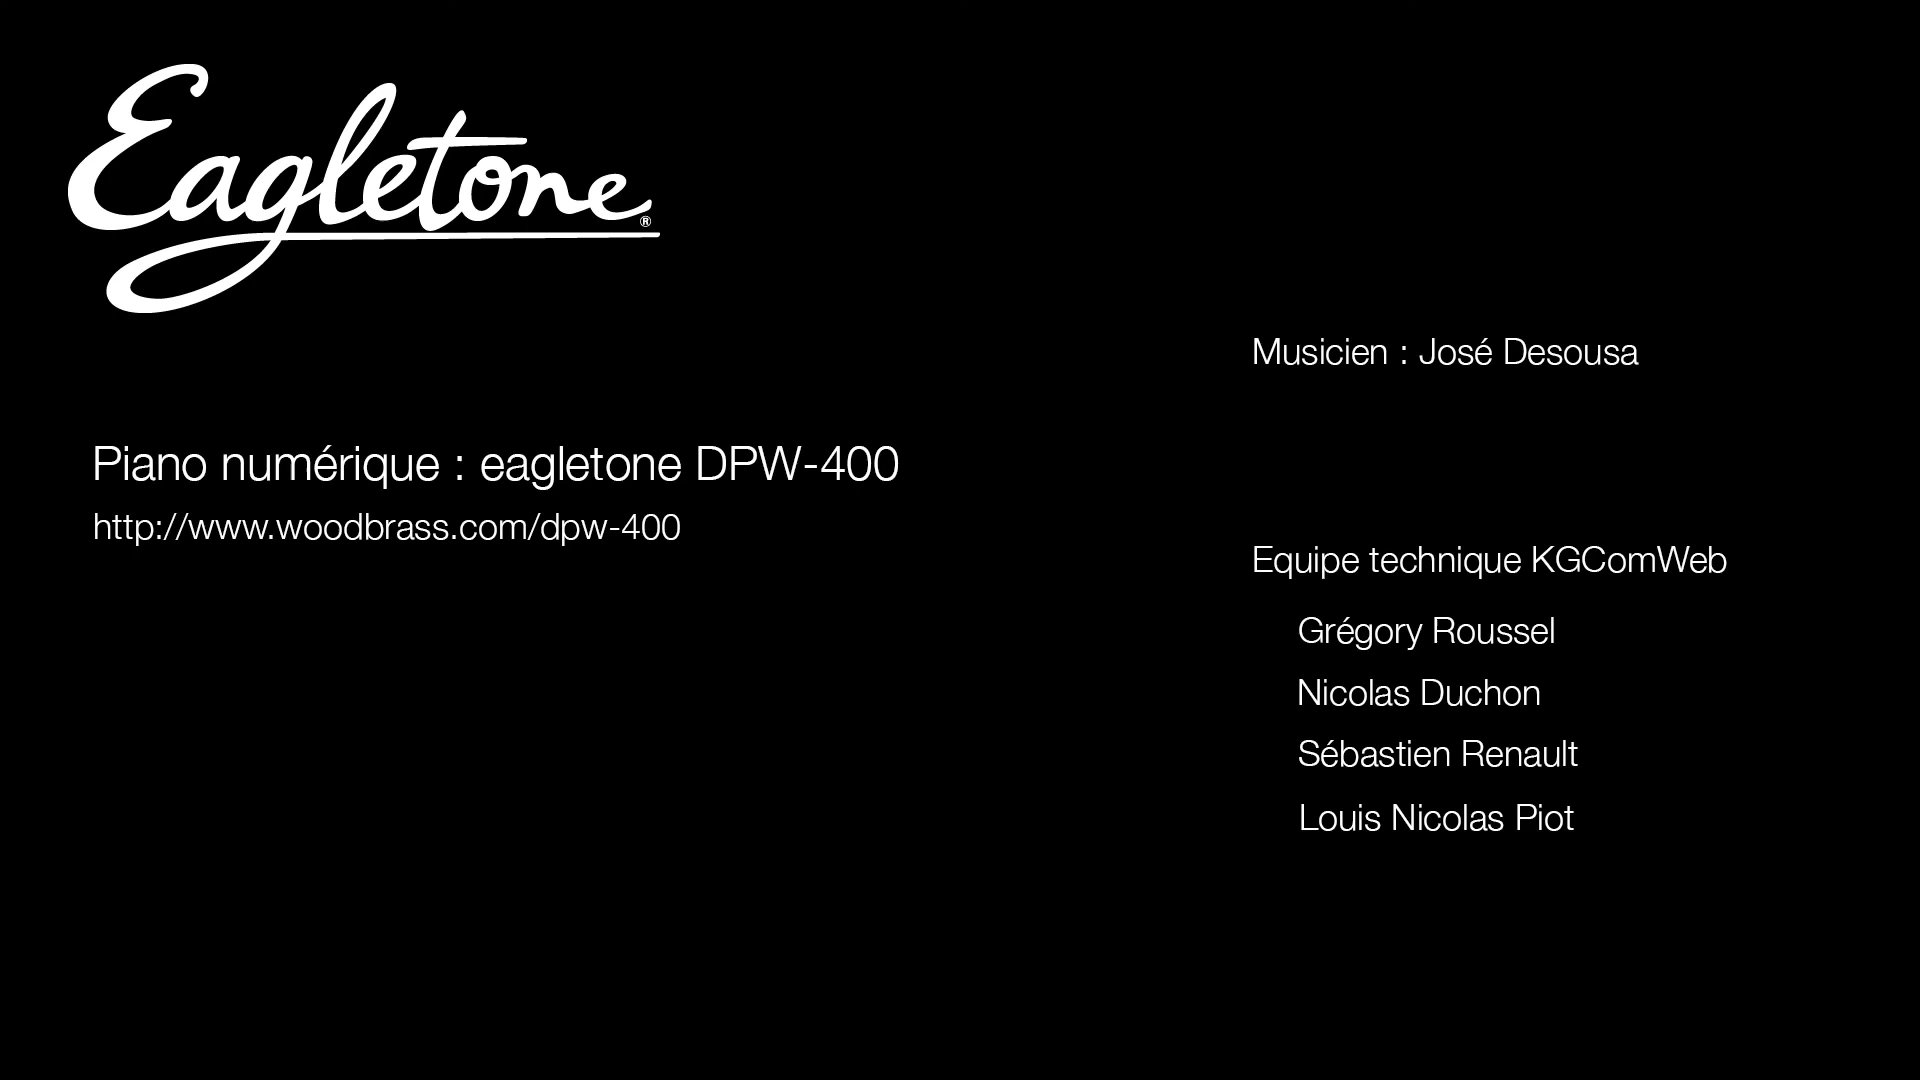 Eagletone®
Piano numérique : eagletone DPW-400
http://www.woodbrass.com/dpw-400
Musicien : José Desousa
Equipe technique KGComWeb
Grégory Roussel
Nicolas Duchon
Sébastien Renault
Louis Nicolas Piot